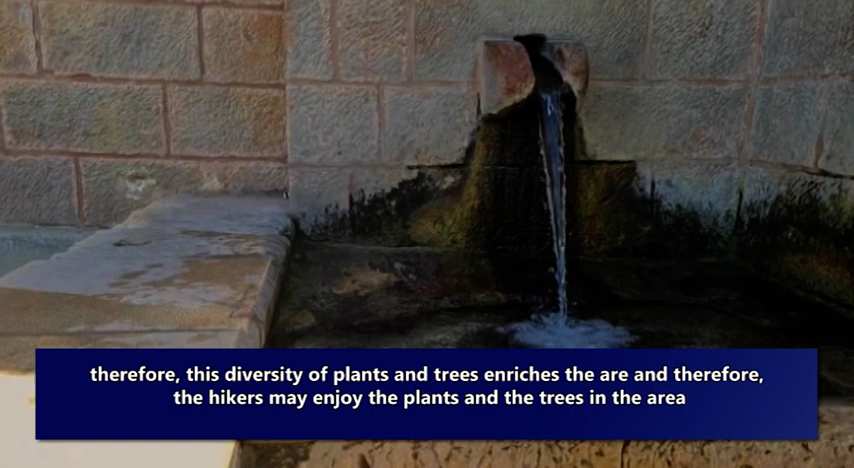 therefore, this diversity of plants and trees enriches the are and therefore,
the hikers may enjoy the plants and the trees in the area